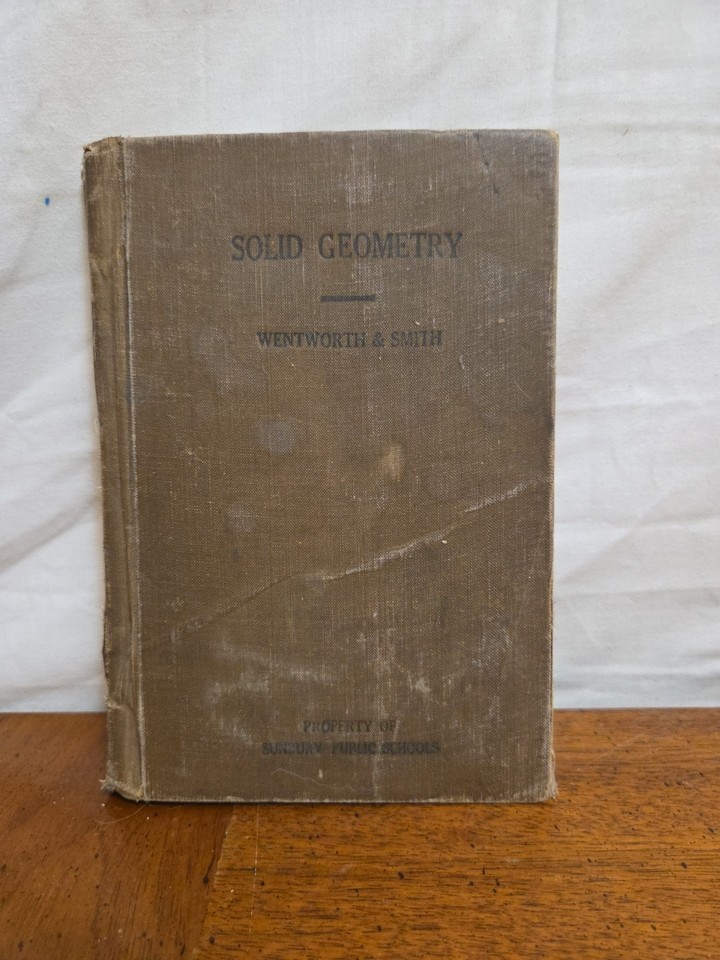 SOLID GEOMETRY
WENTWORTH & SMITH
PROPERTY OF
SUNBURY PUBLIC SCHOOLS